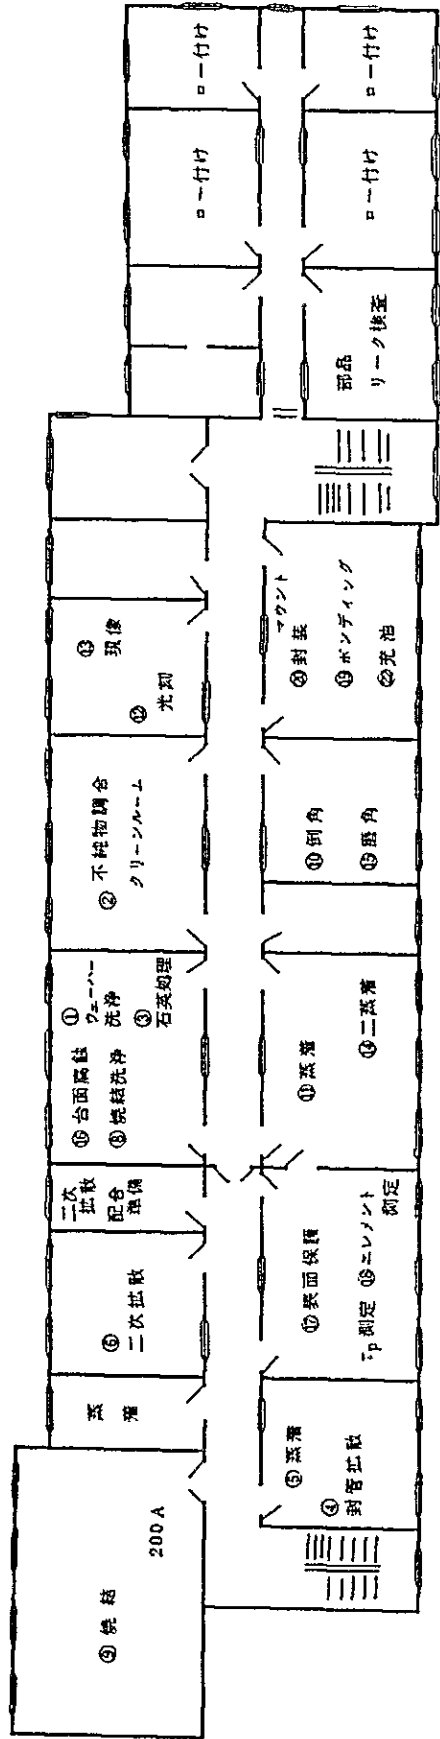 ⑨ 焼結
200A
蒸着
⑥
二次拡散
二次
拡散
配合
準備
⑯ 台面腐蝕
⑧ 焼結洗浄
①
ウェーハー
洗浄
③
石英処理
② 不純物調合
クリーンルーム
⑬
現像
⑫
光刻
ロー付け
ロー付け
⑤ 蒸着
④
封管拡散
⑰ 表面保護
τp 測定
⑱ エレメント
測定
⑪ 蒸着
⑭ 二蒸着
⑩ 倒角
⑮ 磨角
マウント
⑳ 封装
⑲ ボンディング
㉒ 充池
部品
リーク検査
ロー付け
ロー付け